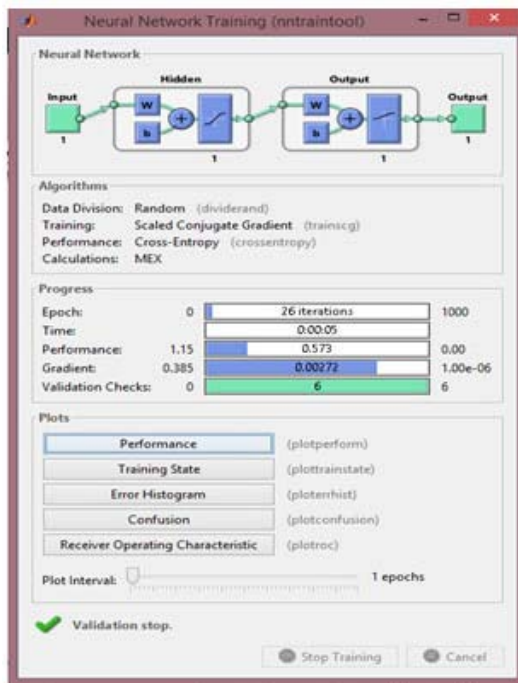 Neural Network Training (nntraintool)
Neural Network
Hidden Output
Input W b + W b + Output
1 1 1 1
Algorithms
Data Division: Random (dividerand)
Training: Scaled Conjugate Gradient (trainscg)
Performance: Cross-Entropy (crossentropy)
Calculations: MEX
Progress
Epoch: 0 26 iterations 1000
Time: 0:00:05
Performance: 1.15 0.573 0.00
Gradient: 0.385 0.00272 1.00e-06
Validation Checks: 0 6 6
Plots
Performance (plotperform)
Training State (plottrainstate)
Error Histogram (ploterrhist)
Confusion (plotconfusion)
Receiver Operating Characteristic (plotroc)
Plot Interval: 1 epochs
Validation stop.
Stop Training Cancel